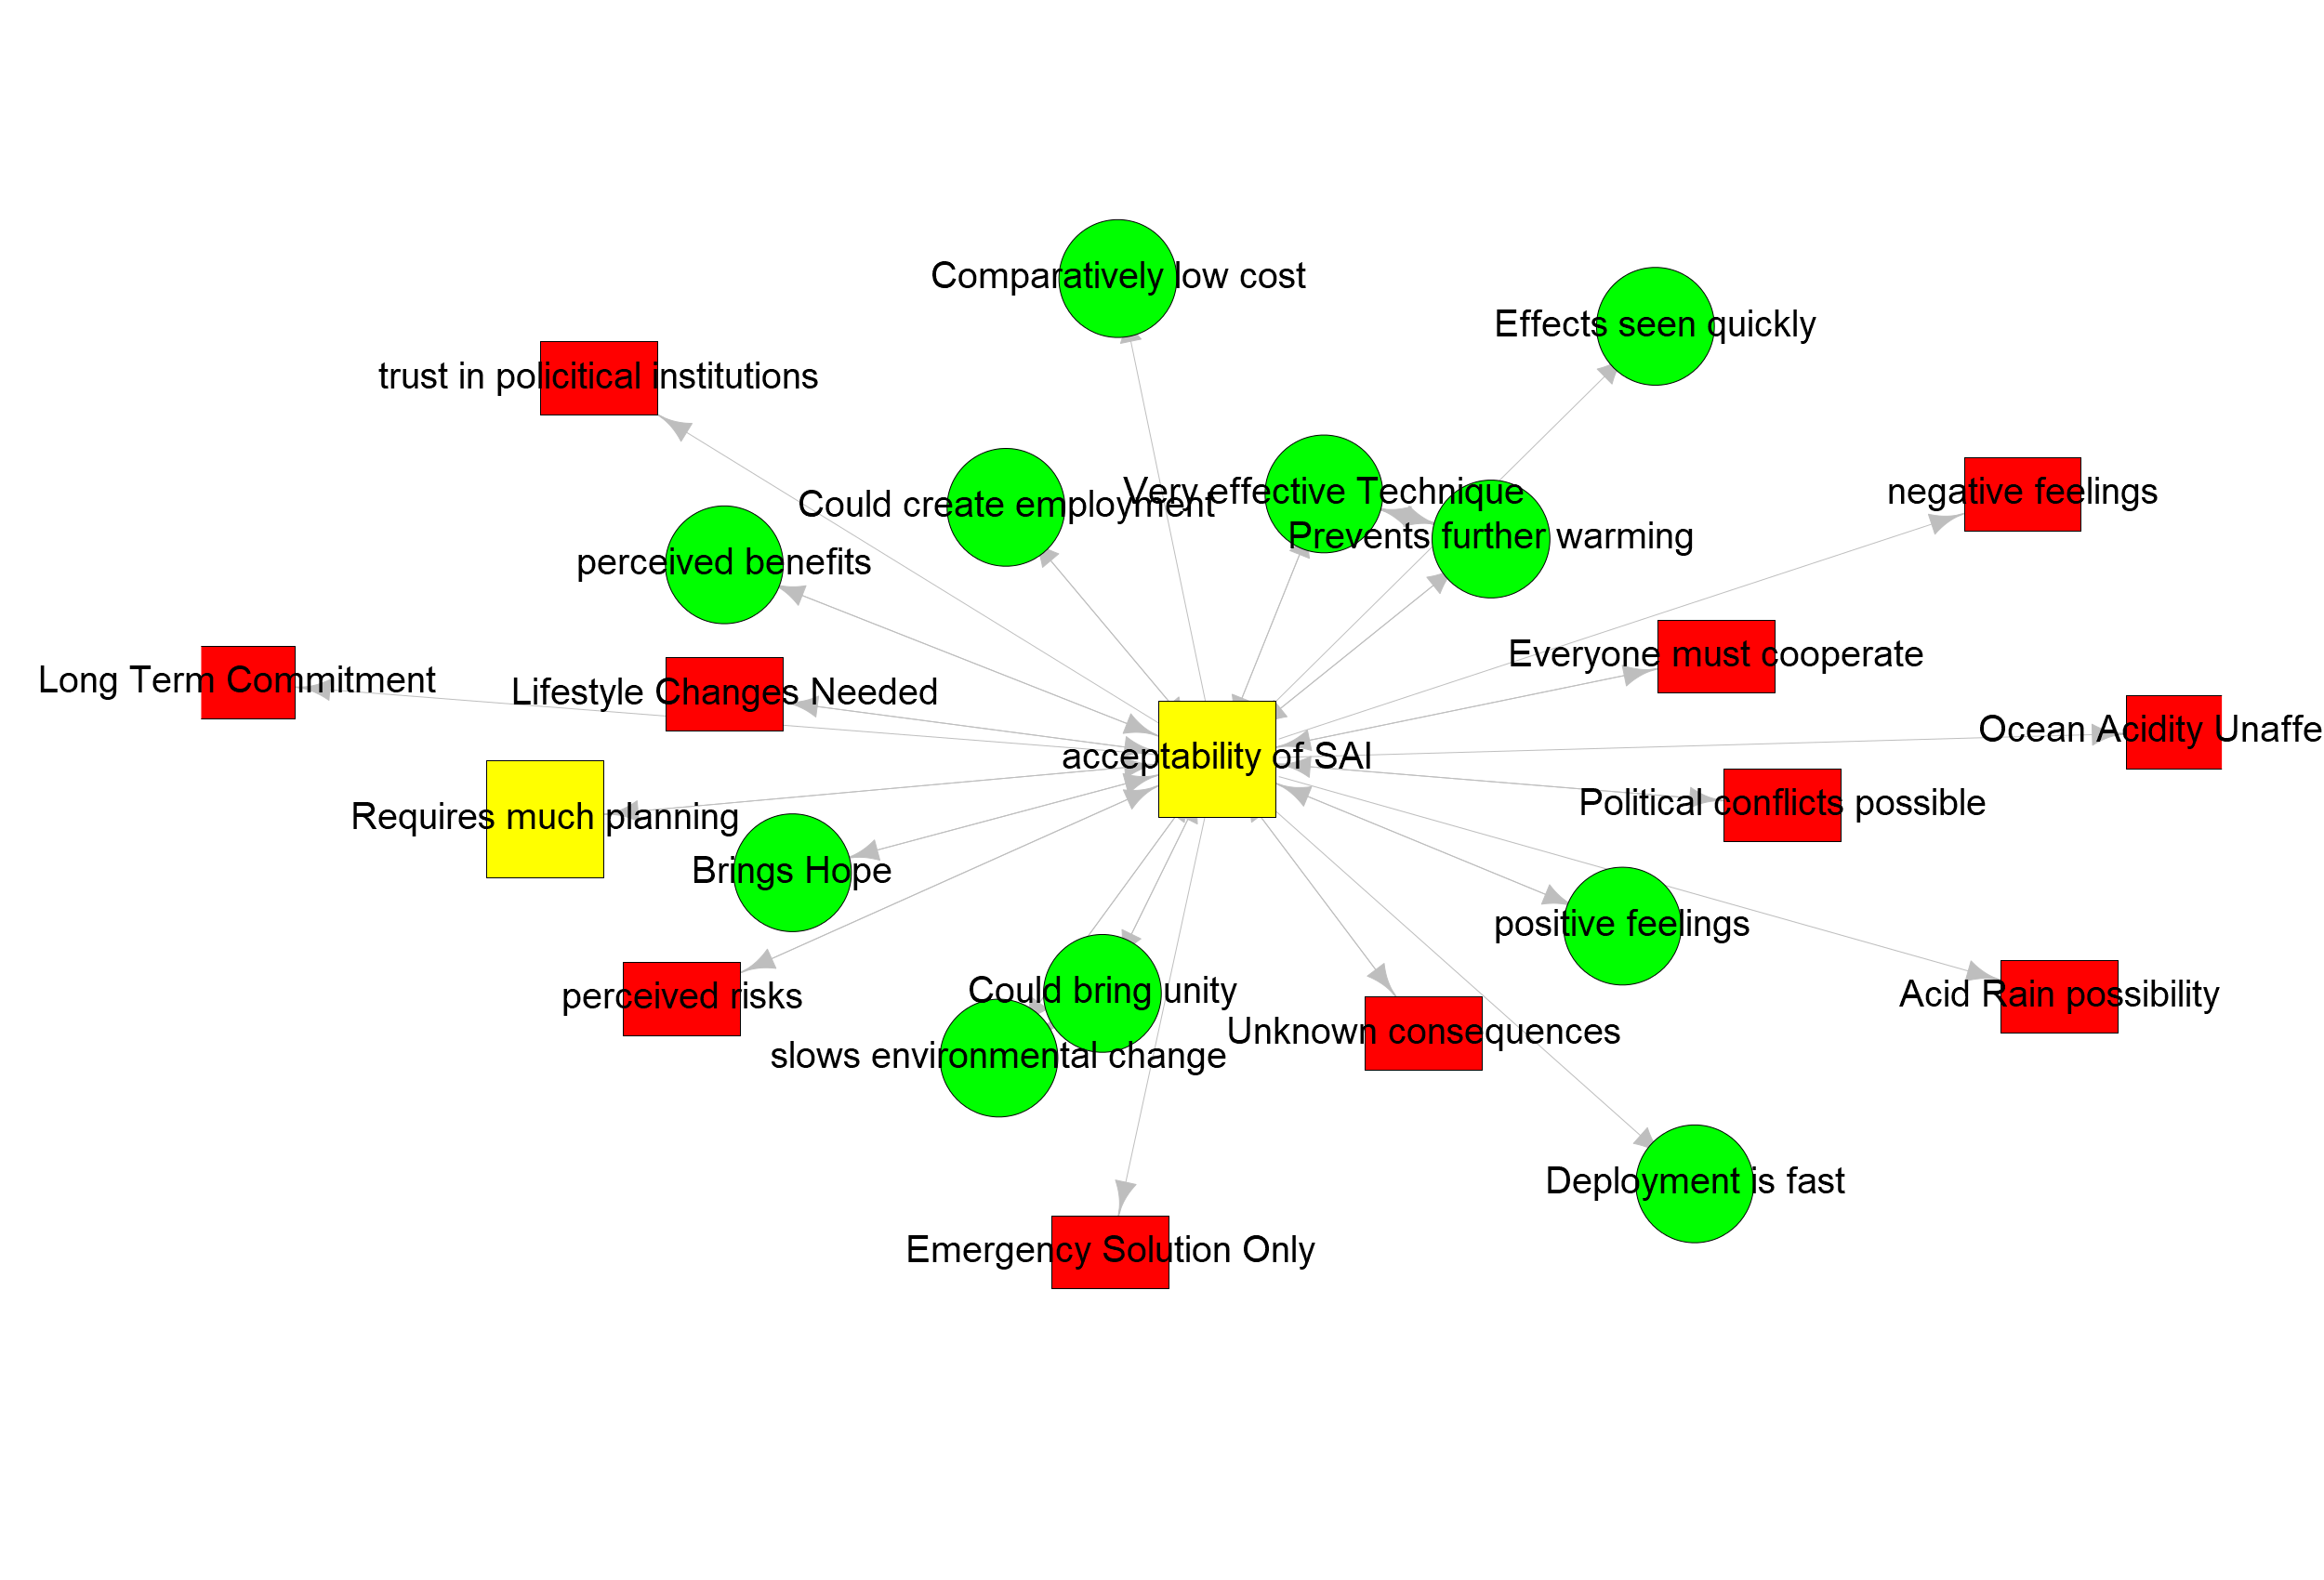 Comparatively low cost
Effects seen quickly
trust in policitical institutions
Very effective Technique
negative feelings
Could create employment
Prevents further warming
perceived benefits
Everyone must cooperate
Long Term Commitment
Lifestyle Changes Needed
Ocean Acidity Unaffe
acceptability of SAI
Political conflicts possible
Requires much planning
Brings Hope
positive feelings
Could bring unity
Acid Rain possibility
perceived risks
Unknown consequences
slows environmental change
Deployment is fast
Emergency Solution Only